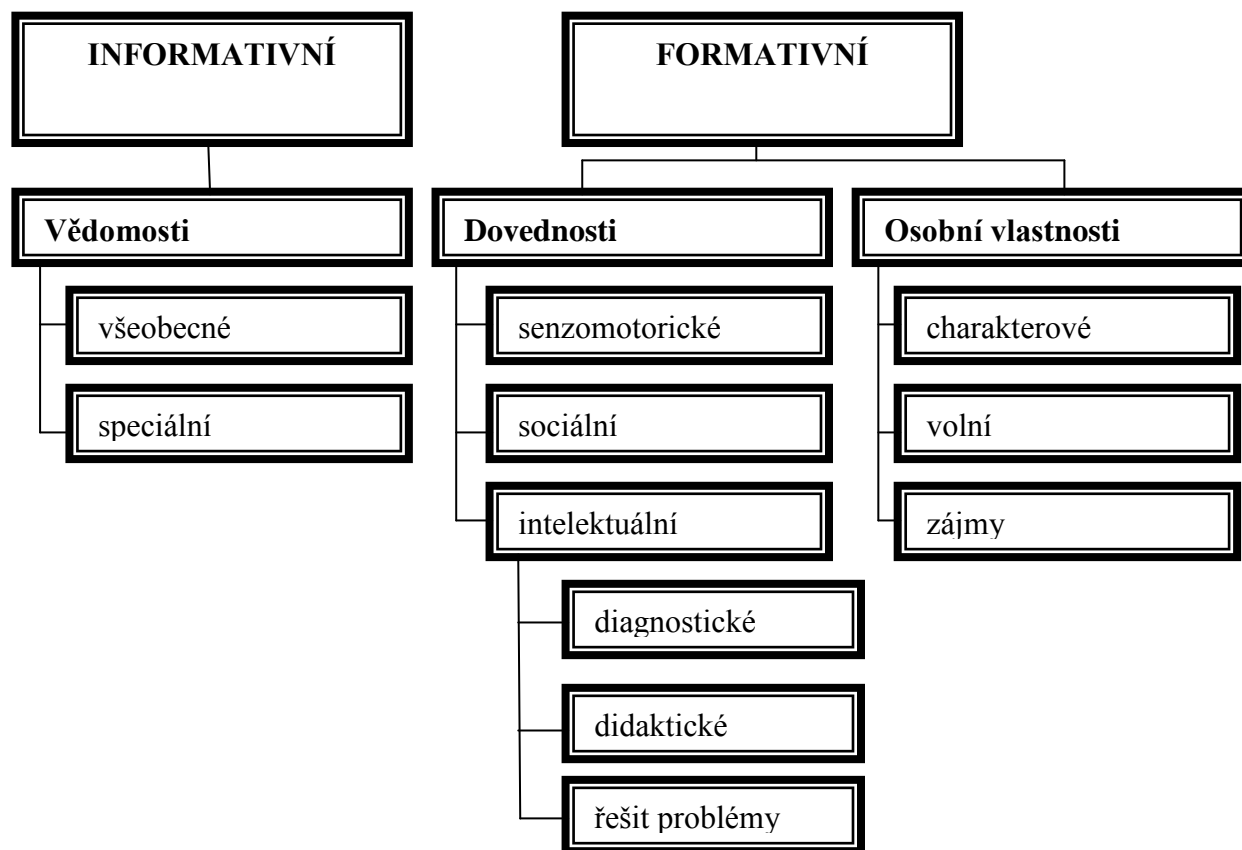 INFORMATIVNÍ
FORMATIVNÍ
Vědomosti
Dovednosti
Osobní vlastnosti
všeobecné
senzomotorické
charakterové
speciální
sociální
volní
intelektuální
zájmy
diagnostické
didaktické
řešit problémy